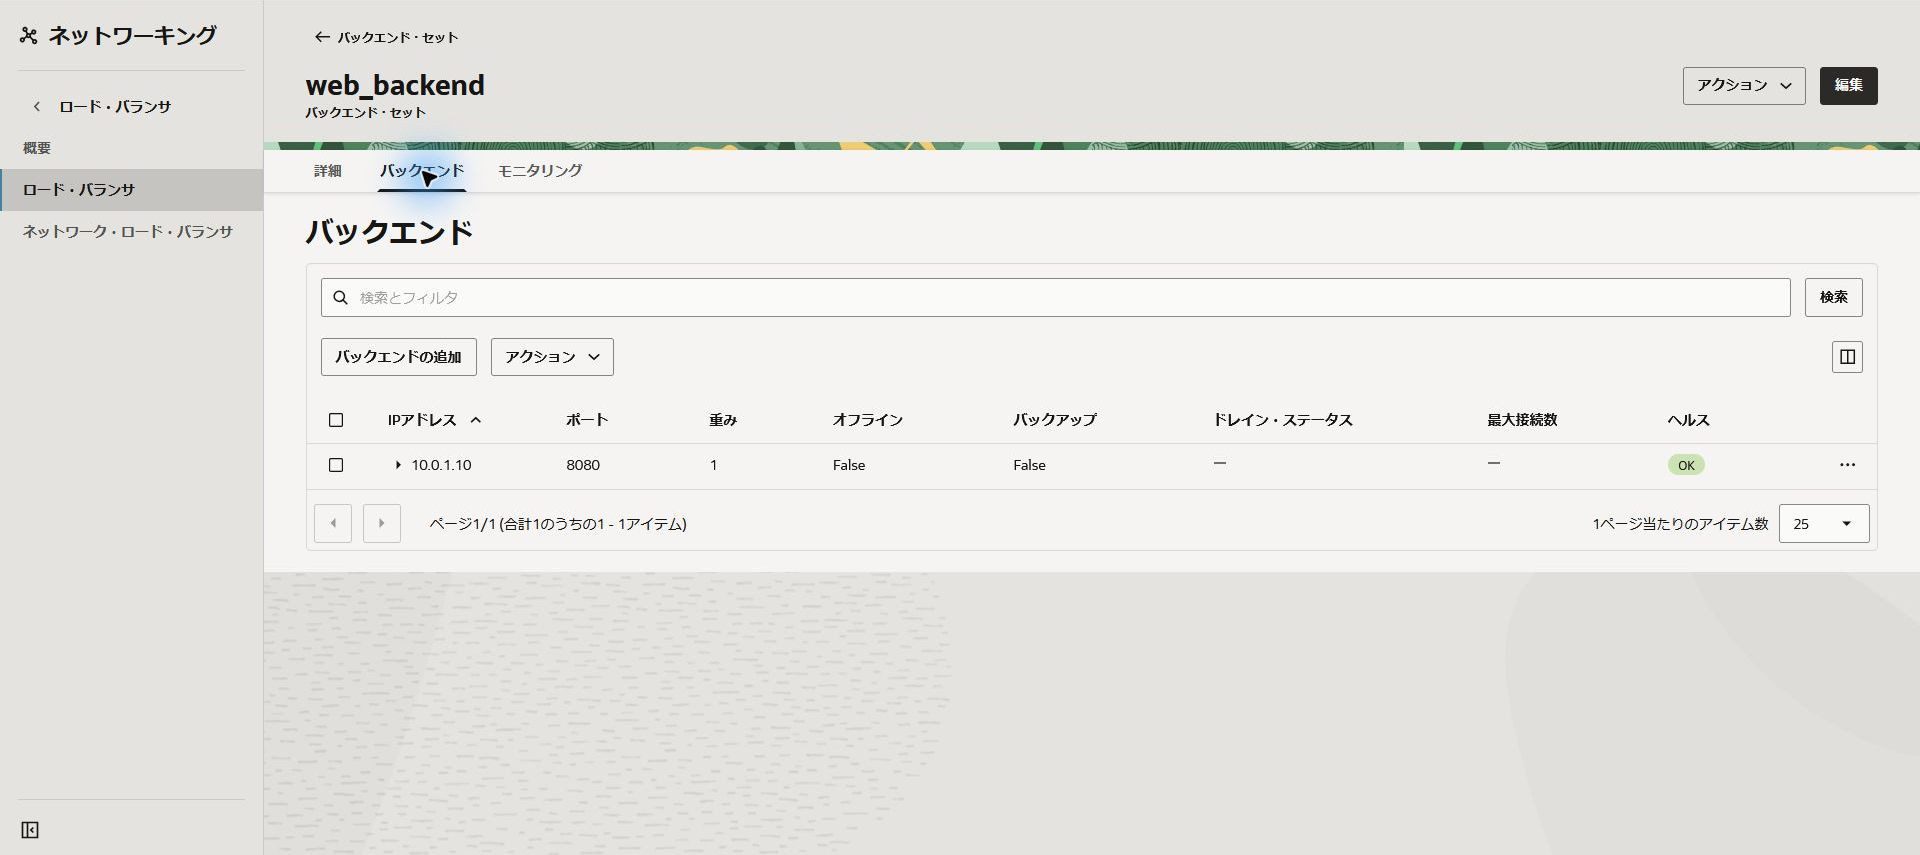 ネットワーキング
ロード・バランサ
概要
ロード・バランサ
ネットワーク・ロード・バランサ
バックエンド・セット
web_backend
バックエンド・セット
アクション
編集
詳細
バックエンド
モニタリング
バックエンド
検索とフィルタ
検索
バックエンドの追加
アクション
IPアドレス ポート 重み オフライン バックアップ ドレイン・ステータス 最大接続数 ヘルス
10.0.1.10 8080 1 False False — — OK
ページ1/1 (合計1のうちの1 - 1アイテム)
1ページ当たりのアイテム数 25